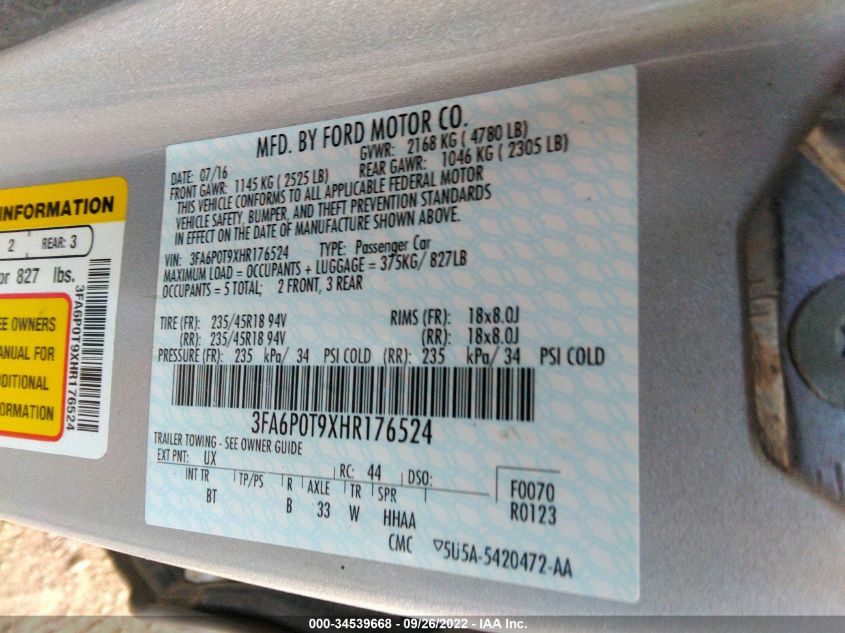 MFD. BY FORD MOTOR CO.
DATE: 07/16 GVWR: 2168 KG ( 4780 LB)
FRONT GAWR: 1145 KG ( 2525 LB) REAR GAWR: 1046 KG ( 2305 LB)
THIS VEHICLE CONFORMS TO ALL APPLICABLE FEDERAL MOTOR
VEHICLE SAFETY, BUMPER, AND THEFT PREVENTION STANDARDS
IN EFFECT ON THE DATE OF MANUFACTURE SHOWN ABOVE.
VIN: 3FA6P0T9XHR176524 TYPE: Passenger Car
MAXIMUM LOAD = OCCUPANTS + LUGGAGE = 375KG/ 827LB
OCCUPANTS = 5 TOTAL; 2 FRONT, 3 REAR
TIRE (FR): 235/45R18 94V RIMS (FR): 18x8.0J
(RR): 235/45R18 94V (RR): 18x8.0J
PRESSURE (FR): 235 kPa/ 34 PSI COLD (RR): 235 kPa/ 34 PSI COLD
3FA6P0T9XHR176524
TRAILER TOWING - SEE OWNER GUIDE
EXT PNT: UX RC: 44 DSO:
INT TR TP/PS R AXLE TR SPR F0070
BT B 33 W HHAA R0123
CMC ▽5U5A-5420472-AA
INFORMATION
2 REAR: 3
or 827 lbs.
3FA6P0T9XHR176524
EE OWNERS
ANUAL FOR
DDITIONAL
FORMATION
000-34539668 - 09/26/2022 - IAA Inc.